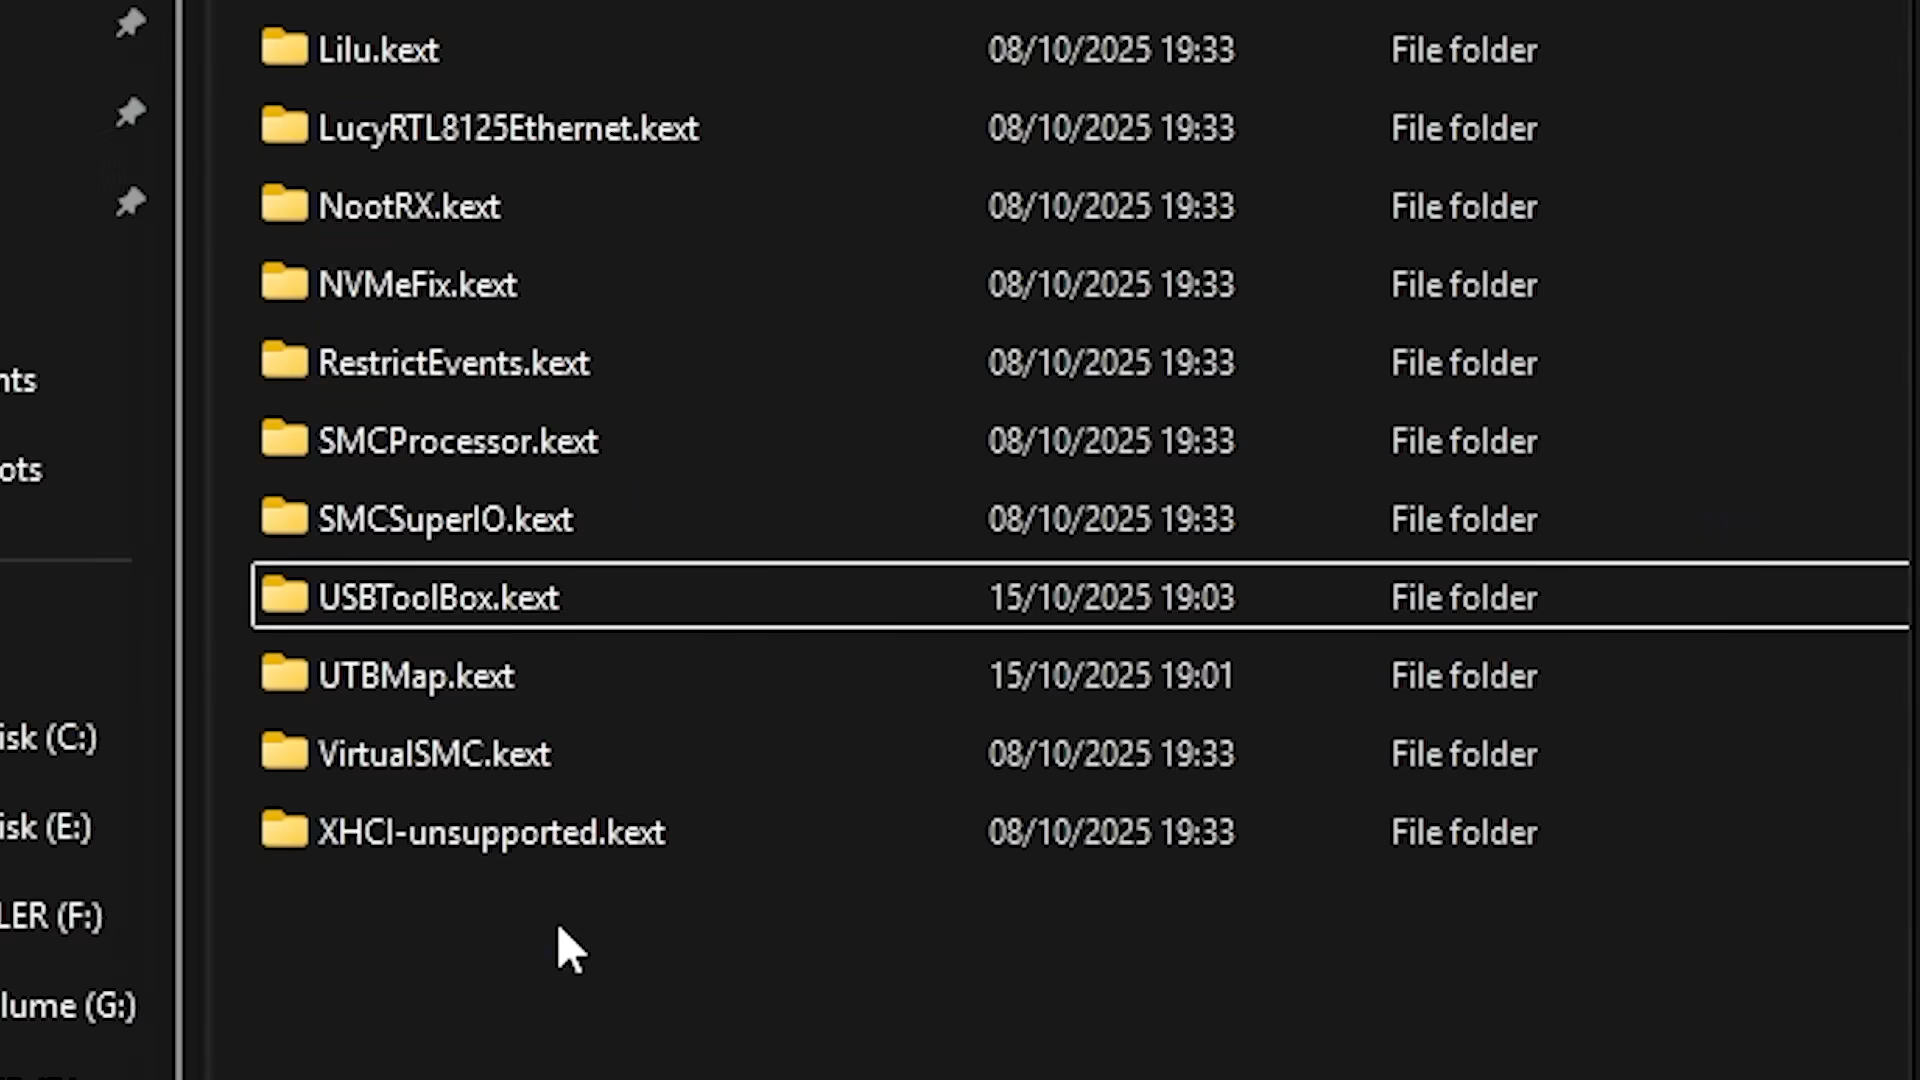 Lilu.kext 08/10/2025 19:33 File folder
LucyRTL8125Ethernet.kext 08/10/2025 19:33 File folder
NootRX.kext 08/10/2025 19:33 File folder
NVMeFix.kext 08/10/2025 19:33 File folder
RestrictEvents.kext 08/10/2025 19:33 File folder
nts
SMCProcessor.kext 08/10/2025 19:33 File folder
ots
SMCSuperIO.kext 08/10/2025 19:33 File folder
USBToolBox.kext 15/10/2025 19:03 File folder
UTBMap.kext 15/10/2025 19:01 File folder
isk (C:)
VirtualSMC.kext 08/10/2025 19:33 File folder
isk (E:)
XHCI-unsupported.kext 08/10/2025 19:33 File folder
LER (F:)
lume (G:)